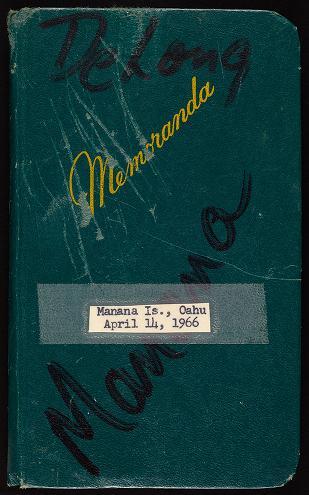 DeLong
Memoranda
Manana
Manana Is., Oahu
April 14, 1966